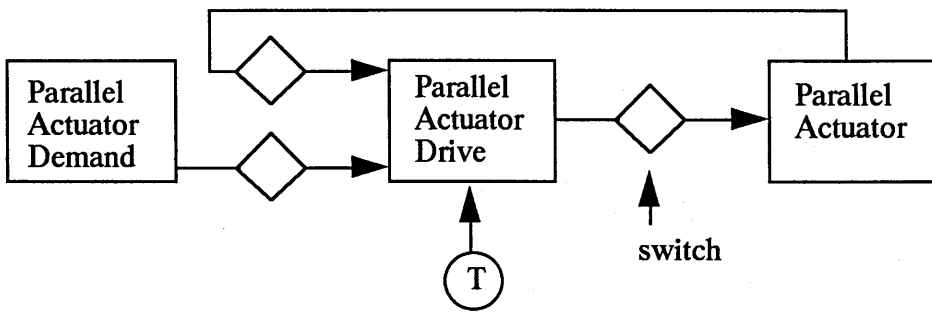 Parallel
Actuator
Demand
Parallel
Actuator
Drive
Parallel
Actuator
switch
T